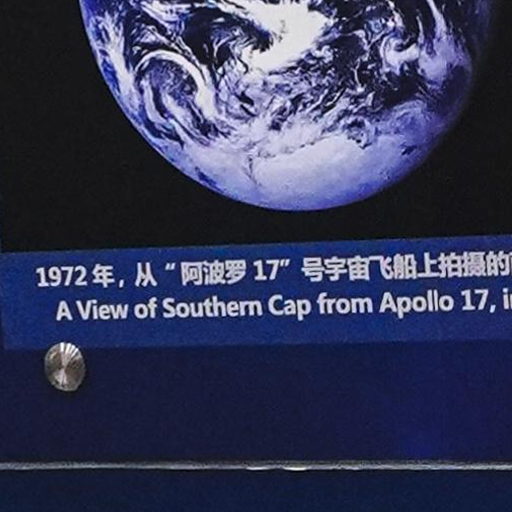 1972 年，从 “ 阿波罗 17” 号宇宙飞船上拍摄的
A View of Southern Cap from Apollo 17,